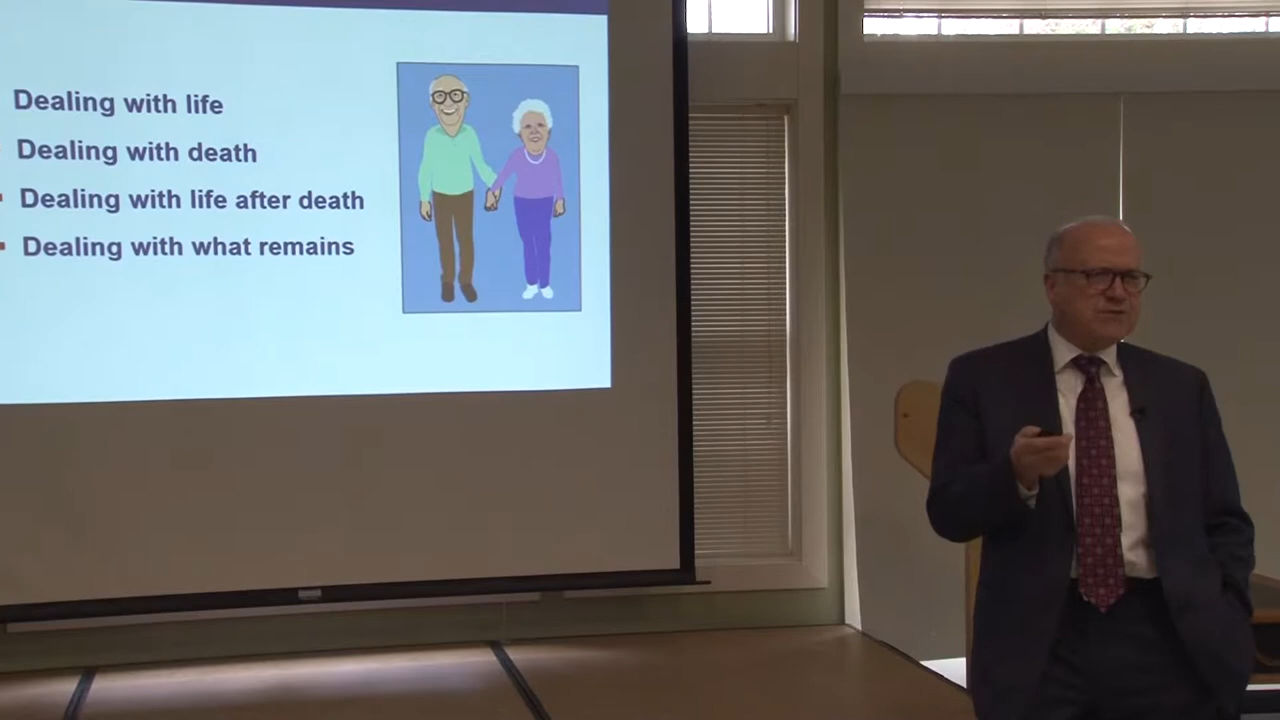 Dealing with life
Dealing with death
Dealing with life after death
Dealing with what remains